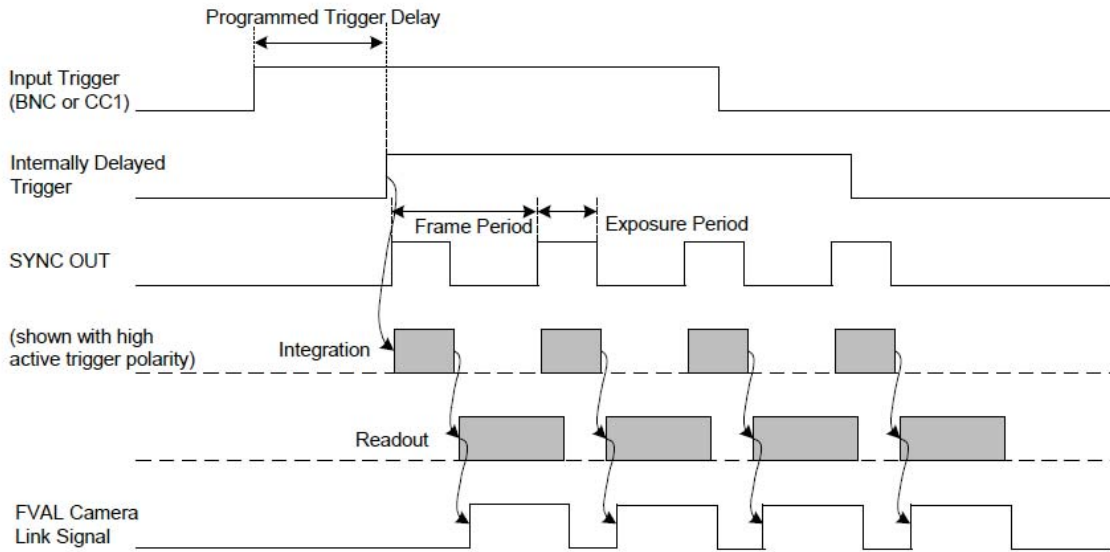 Programmed Trigger Delay
Input Trigger
(BNC or CC1)
Internally Delayed
Trigger
Frame Period
Exposure Period
SYNC OUT
(shown with high
active trigger polarity)
Integration
Readout
FVAL Camera
Link Signal